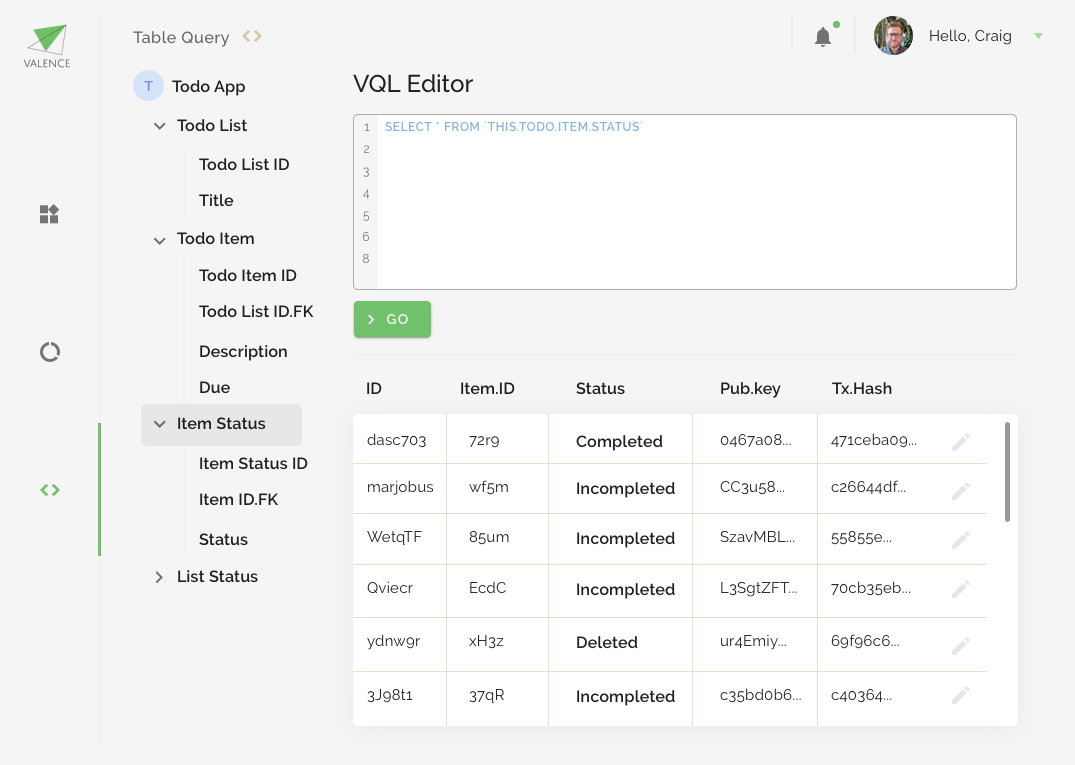 VALENCE
Table Query <>
Hello, Craig
T Todo App
Todo List
Todo List ID
Title
Todo Item
Todo Item ID
Todo List ID.FK
Description
Due
Item Status
Item Status ID
Item ID.FK
Status
List Status
VQL Editor
1 SELECT * FROM `THIS.TODO.ITEM.STATUS`
2
3
4
5
6
8
GO
ID Item.ID Status Pub.key Tx.Hash
dasc703 72r9 Completed 0467a08... 471ceba09...
marjobus wf5m Incompleted CC3u58... c26644df...
WetqTF 85um Incompleted SzavMBL... 55855e...
Qviecr EcdC Incompleted L3SgtZFT... 70cb35eb...
ydnw9r xH3z Deleted ur4Emiy... 69f96c6...
3J98t1 37qR Incompleted c35bd0b6... c40364...